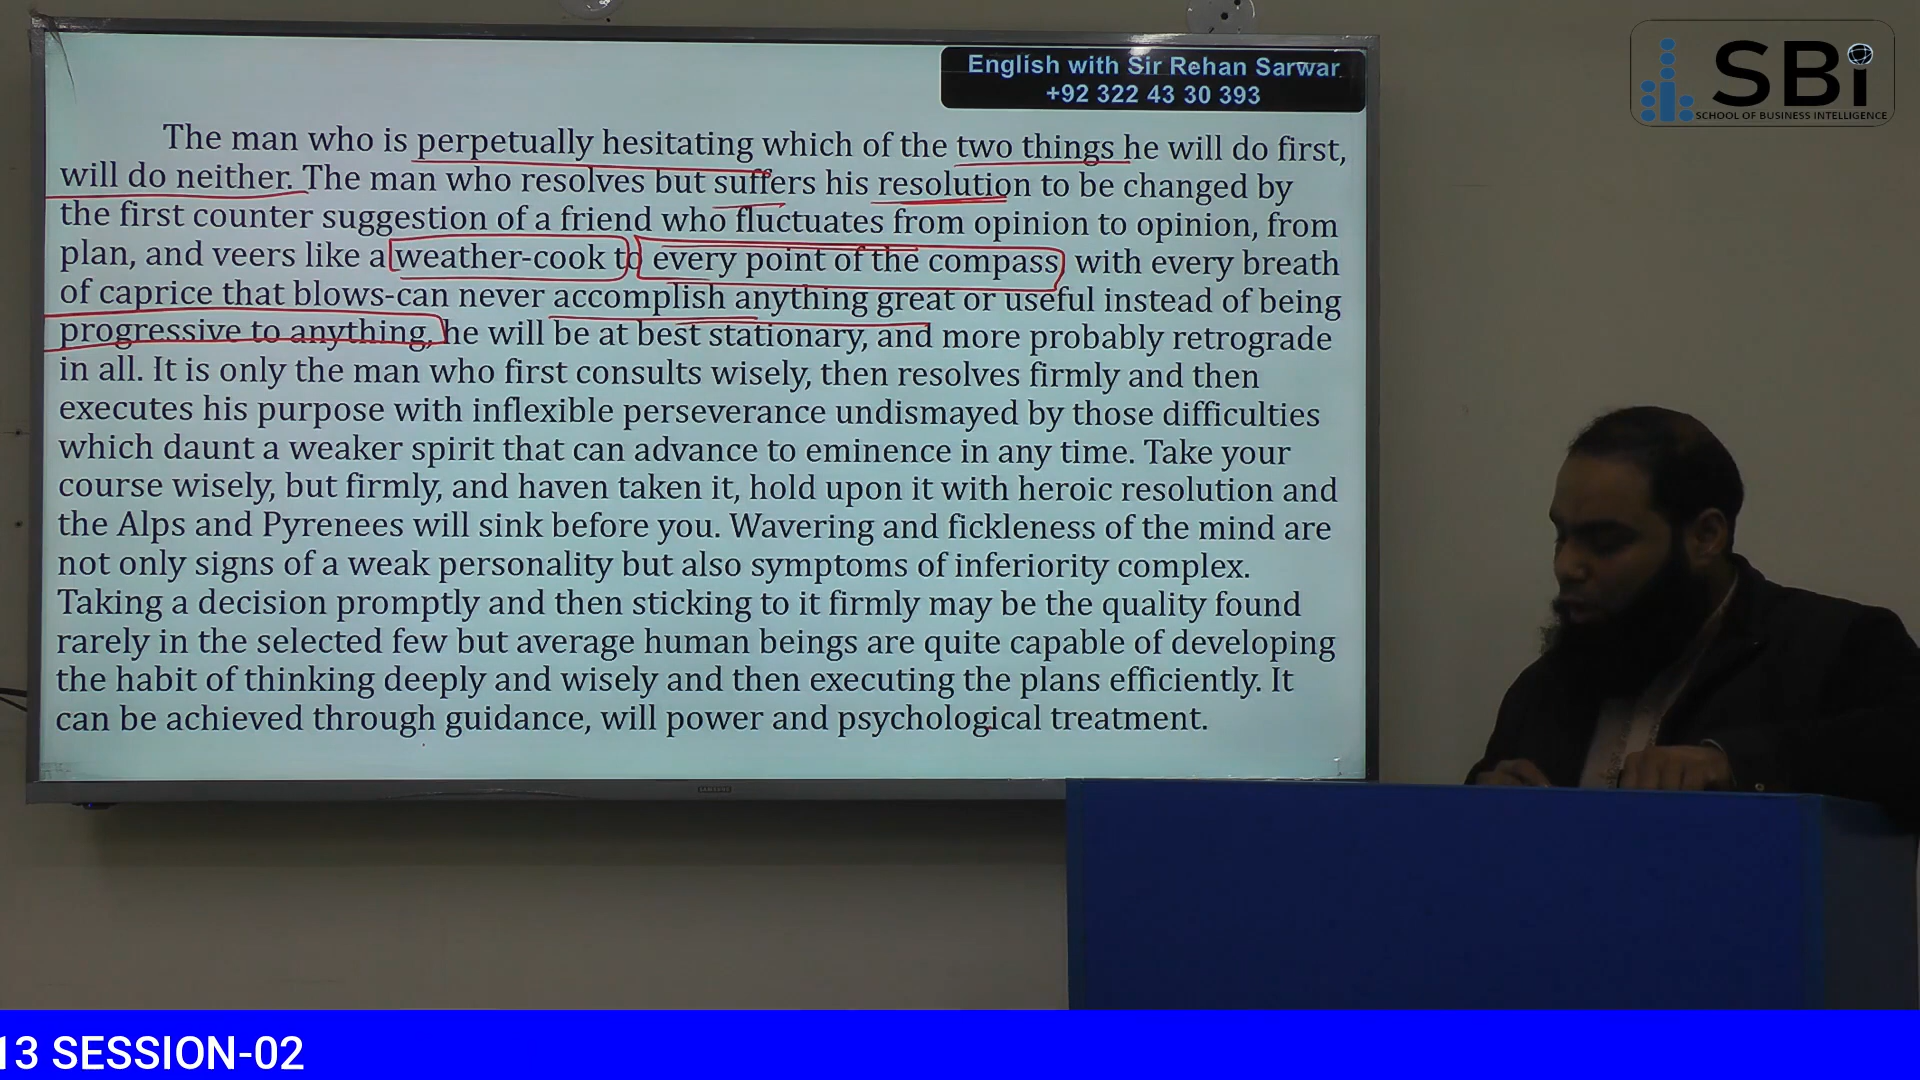 English with Sir Rehan Sarwar
+92 322 43 30 393
SBi
SCHOOL OF BUSINESS INTELLIGENCE
The man who is perpetually hesitating which of the two things he will do first,
will do neither. The man who resolves but suffers his resolution to be changed by
the first counter suggestion of a friend who fluctuates from opinion to opinion, from
plan, and veers like a weather-cook to every point of the compass with every breath
of caprice that blows-can never accomplish anything great or useful instead of being
progressive to anything, he will be at best stationary, and more probably retrograde
in all. It is only the man who first consults wisely, then resolves firmly and then
executes his purpose with inflexible perseverance undismayed by those difficulties
which daunt a weaker spirit that can advance to eminence in any time. Take your
course wisely, but firmly, and haven taken it, hold upon it with heroic resolution and
the Alps and Pyrenees will sink before you. Wavering and fickleness of the mind are
not only signs of a weak personality but also symptoms of inferiority complex.
Taking a decision promptly and then sticking to it firmly may be the quality found
rarely in the selected few but average human beings are quite capable of developing
the habit of thinking deeply and wisely and then executing the plans efficiently. It
can be achieved through guidance, will power and psychological treatment.
SAMSUNG
13 SESSION-02